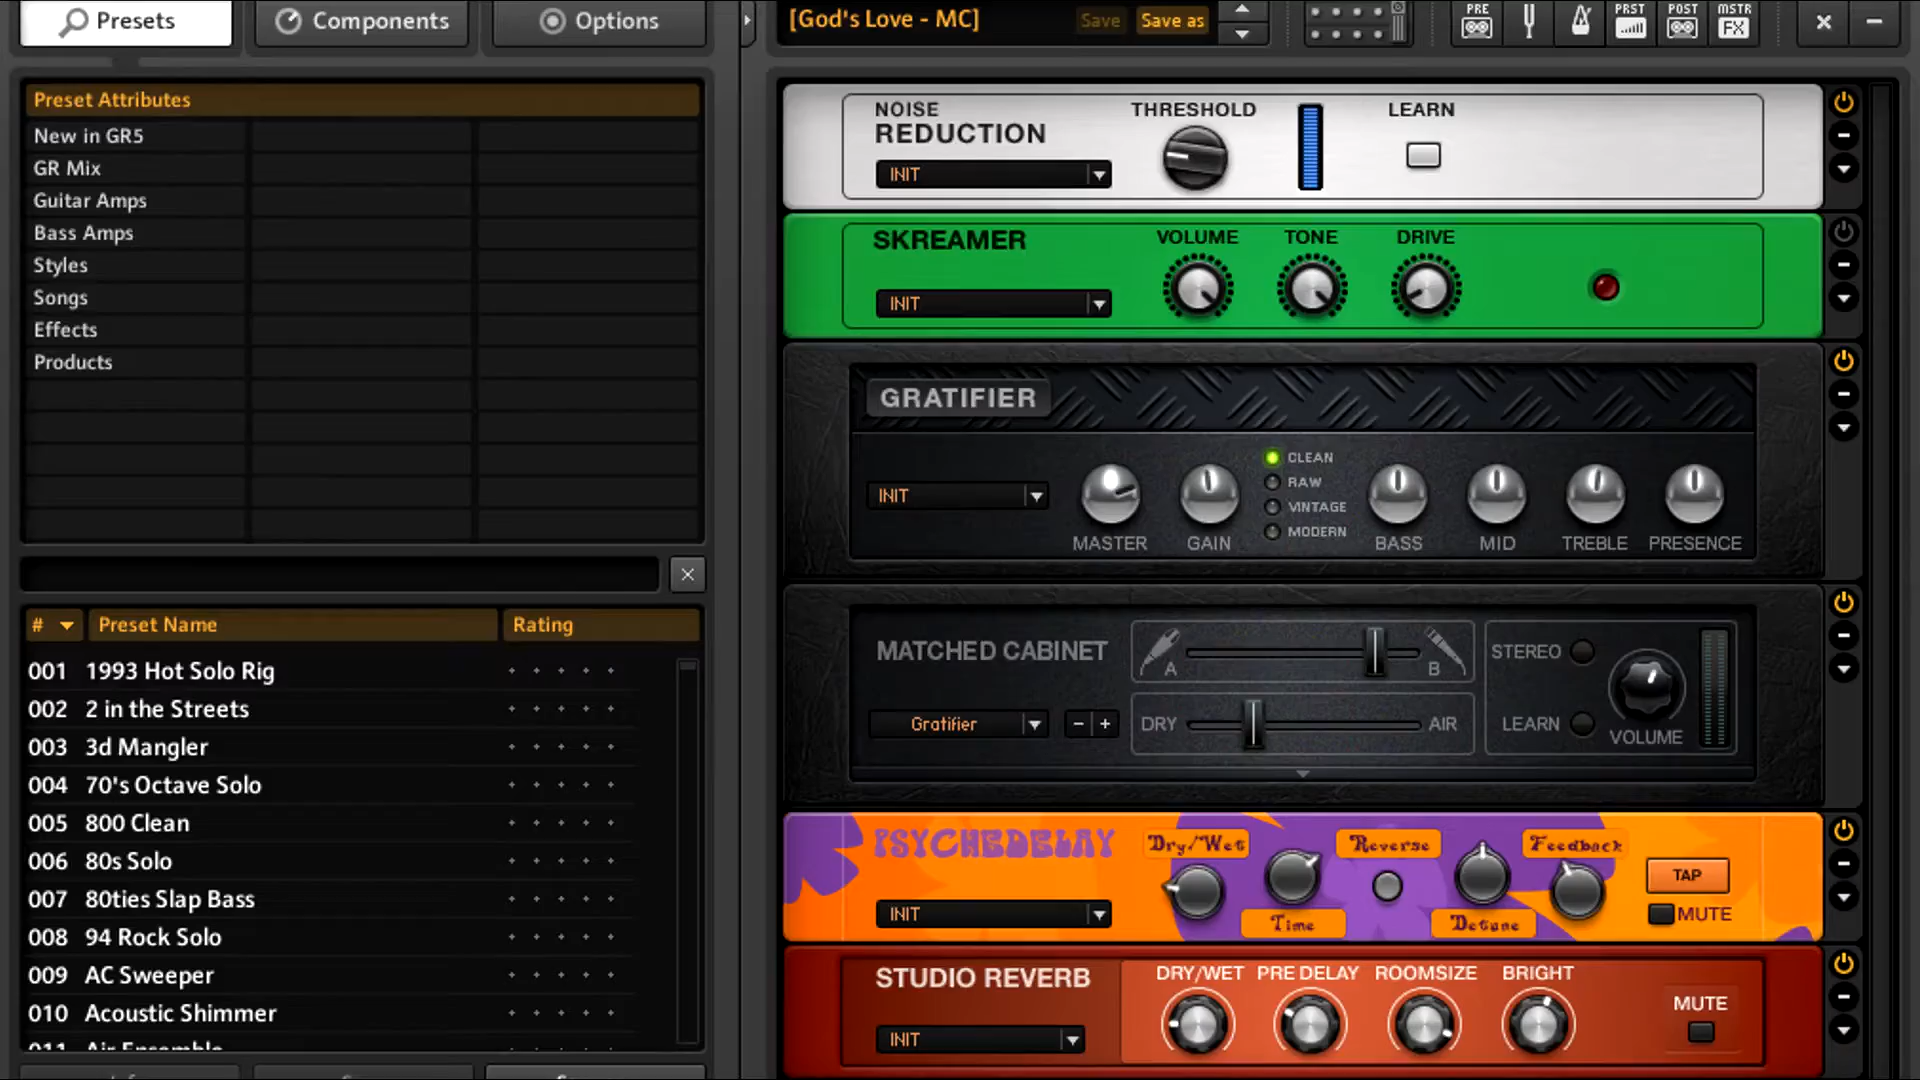 Presets
Components
Options
[God's Love - MC]
Save
Save as
PRE
PRST
POST
MSTR
FX
Preset Attributes
New in GR5
GR Mix
Guitar Amps
Bass Amps
Styles
Songs
Effects
Products
# Preset Name Rating
001 1993 Hot Solo Rig
002 2 in the Streets
003 3d Mangler
004 70's Octave Solo
005 800 Clean
006 80s Solo
007 80ties Slap Bass
008 94 Rock Solo
009 AC Sweeper
010 Acoustic Shimmer
011 Air Ensemble
NOISE
REDUCTION
INIT
THRESHOLD
LEARN
SKREAMER
INIT
VOLUME
TONE
DRIVE
GRATIFIER
INIT
MASTER
GAIN
CLEAN
RAW
VINTAGE
MODERN
BASS
MID
TREBLE
PRESENCE
MATCHED CABINET
Gratifier
- +
A
B
DRY
AIR
STEREO
LEARN
VOLUME
PSYCHEDELAY
INIT
Dry/Wet
Time
Reverse
Detune
Feedback
TAP
MUTE
STUDIO REVERB
INIT
DRY/WET
PRE DELAY
ROOMSIZE
BRIGHT
MUTE